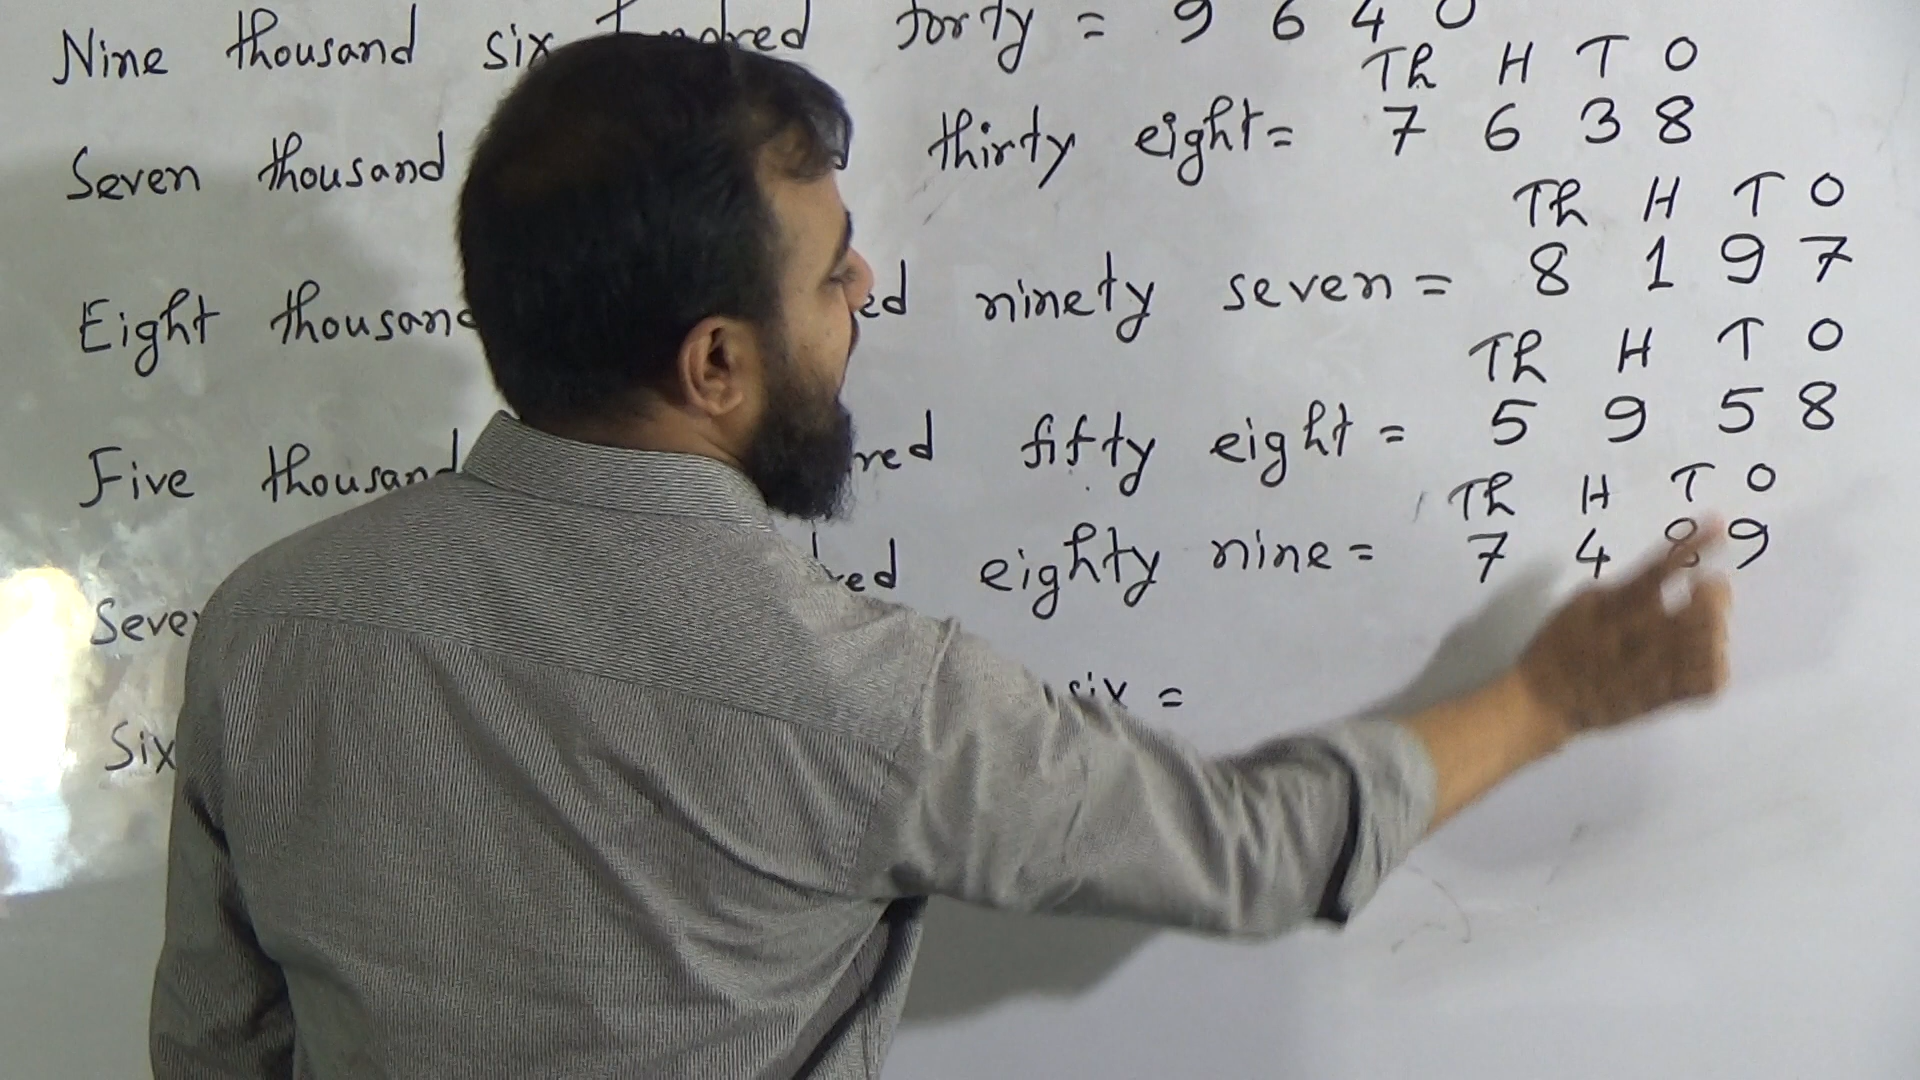 Nine thousand six hundred forty = 9 6 4 0
Th H T O
Seven thousand thirty eight = 7 6 3 8
Th H T O
Eight thousand ninety seven = 8 1 9 7
Th H T O
Five thousand fifty eight = 5 9 5 8
Th H T O
eighty nine = 7 4 8 9
Six six =